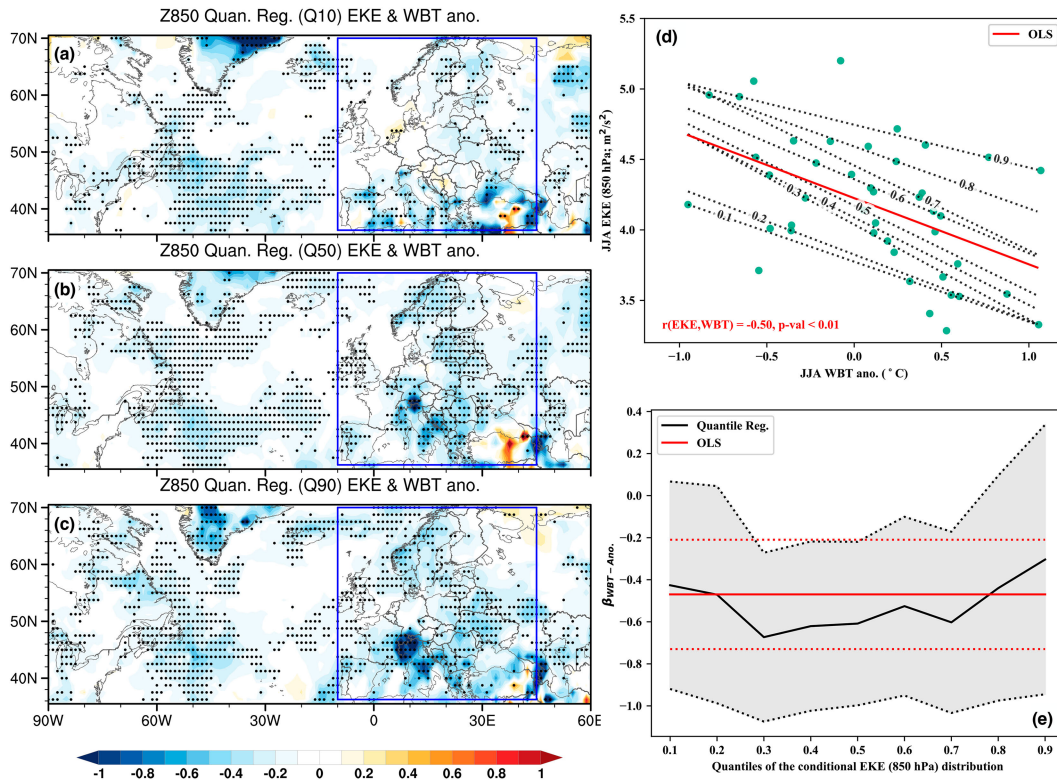 Z850 Quan. Reg. (Q10) EKE & WBT ano.
(a)
70N
60N
50N
40N
Z850 Quan. Reg. (Q50) EKE & WBT ano.
(b)
70N
60N
50N
40N
Z850 Quan. Reg. (Q90) EKE & WBT ano.
(c)
70N
60N
50N
40N
90W 60W 30W 0 30E 60E
-1 -0.8 -0.6 -0.4 -0.2 0 0.2 0.4 0.6 0.8 1
(d)
OLS
JJA EKE (850 hPa; m²/s²)
5.5
5.0
4.5
4.0
3.5
0.9
0.8
0.7
0.6
0.5
0.4
0.3
0.2
0.1
r(EKE,WBT) = -0.50, p-val < 0.01
−1.0 −0.5 0.0 0.5 1.0
JJA WBT ano. (°C)
Quantile Reg.
OLS
βWBT−Ano.
0.4
0.2
0.0
−0.2
−0.4
−0.6
−0.8
−1.0
(e)
0.1 0.2 0.3 0.4 0.5 0.6 0.7 0.8 0.9
Quantiles of the conditional EKE (850 hPa) distribution